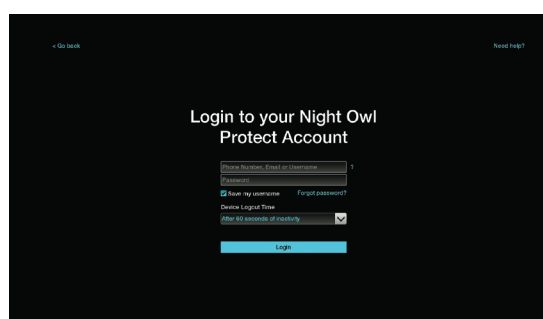 < Go back
Need help?
Login to your Night Owl
Protect Account
Phone Number, Email or Username
?
Password
Save my username
Forgot password?
Device Logout Time
After 60 seconds of inactivity
Login